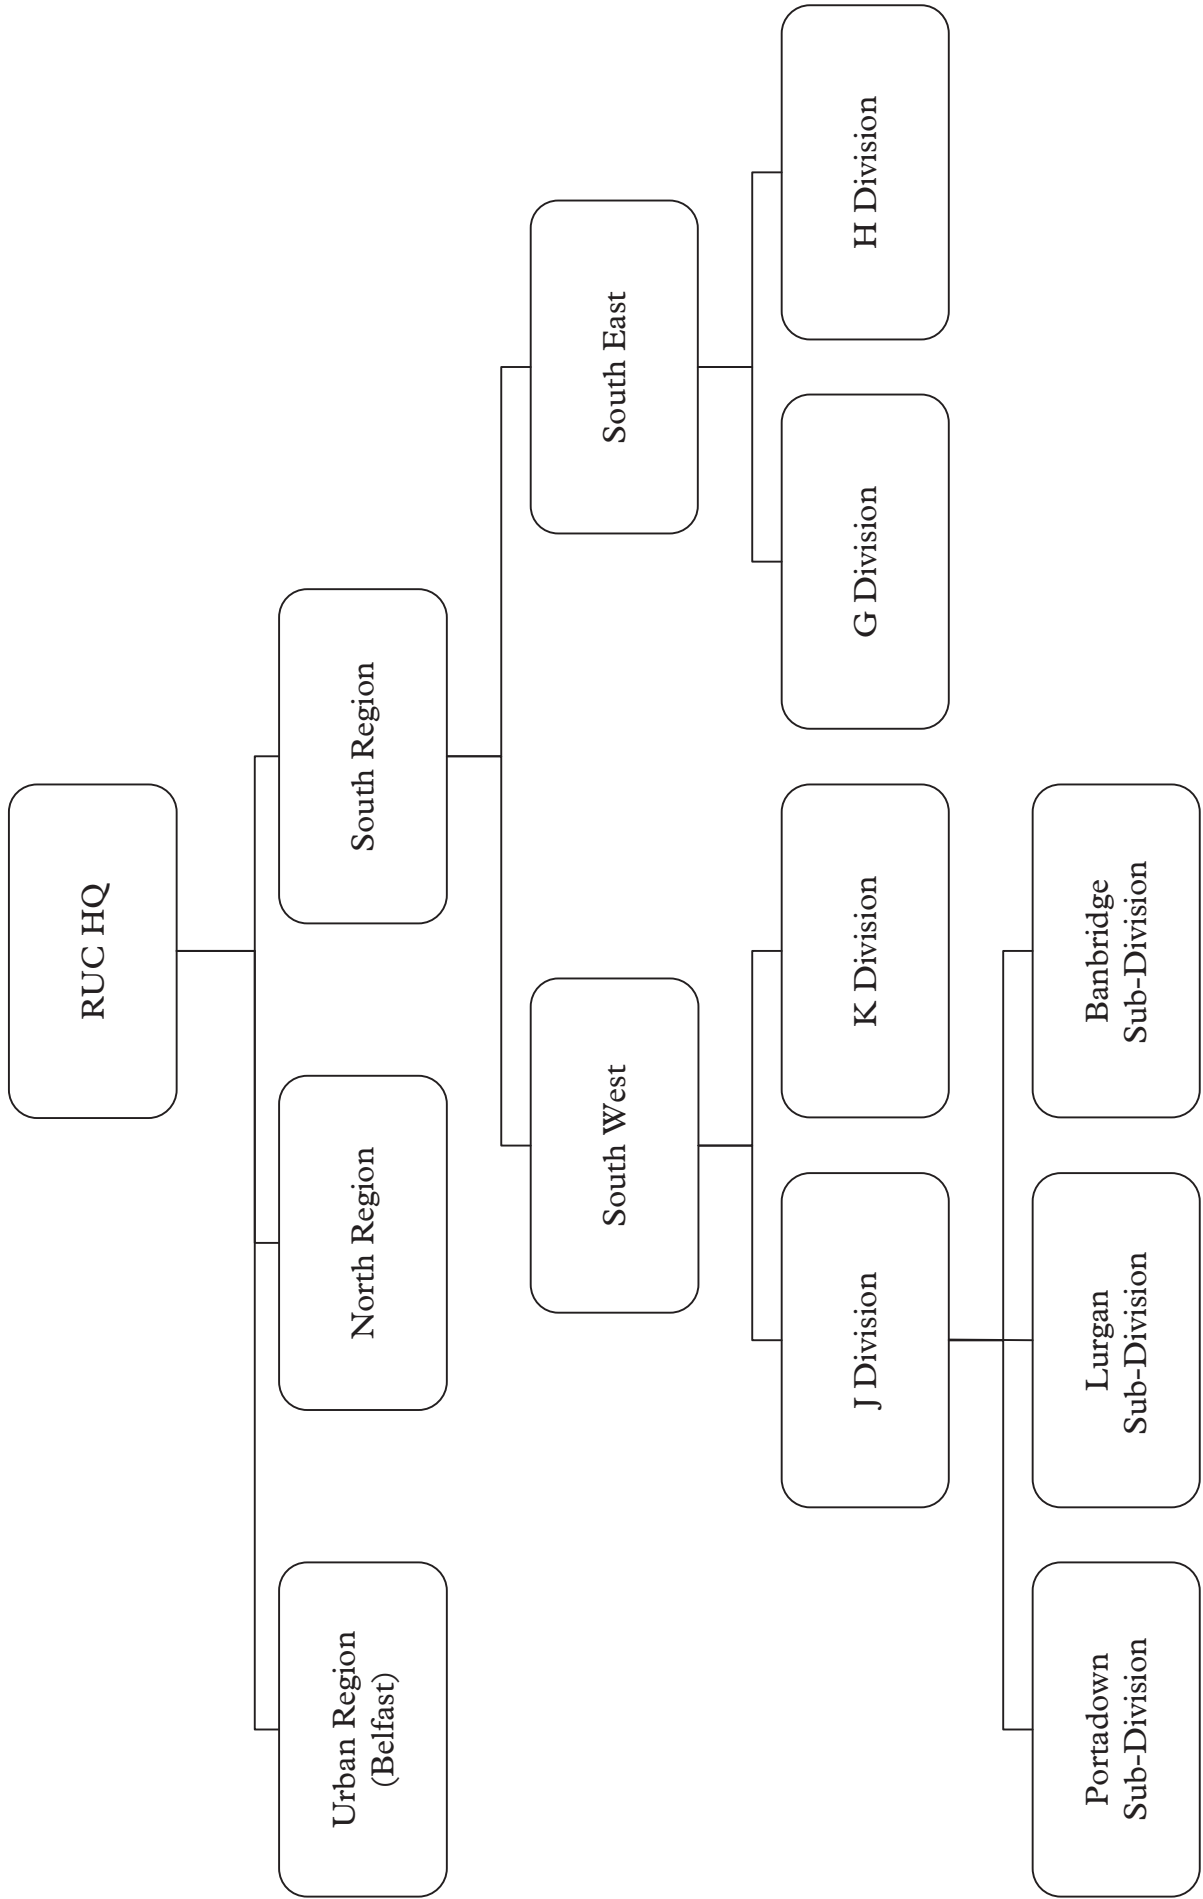 RUC HQ
Urban Region
(Belfast)
North Region
South Region
South West
South East
J Division
K Division
G Division
H Division
Portadown
Sub-Division
Lurgan
Sub-Division
Banbridge
Sub-Division